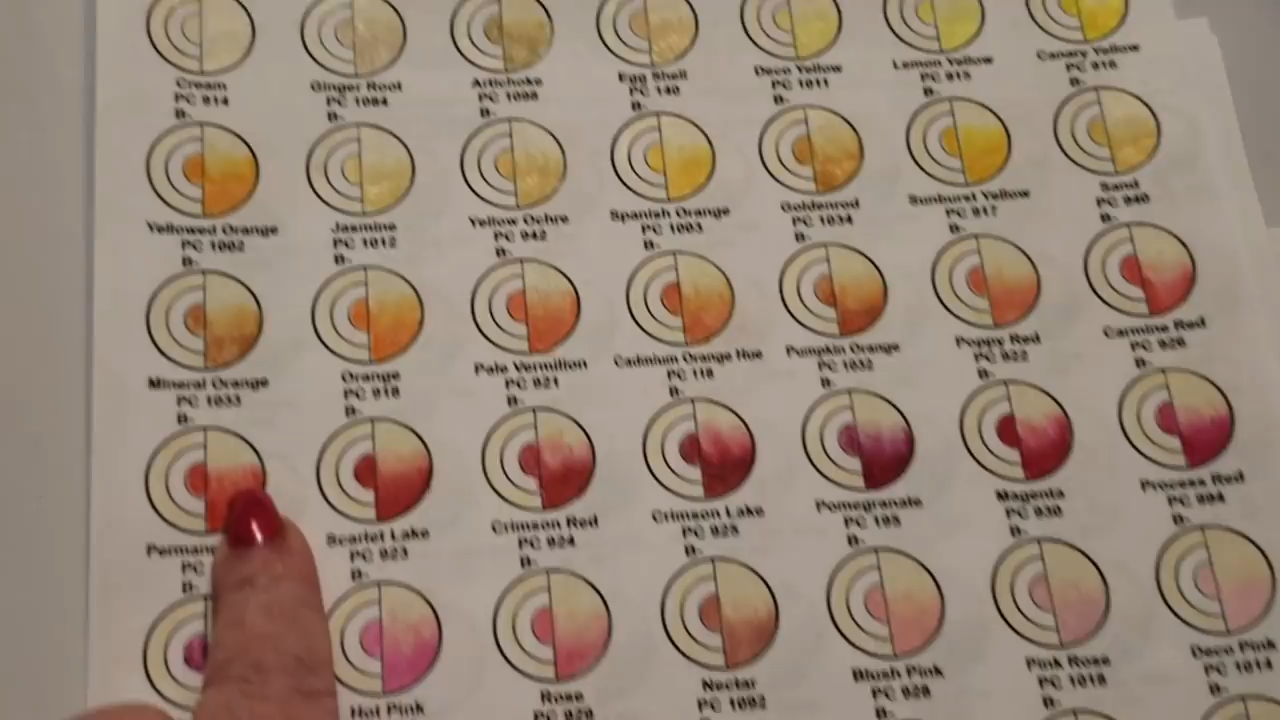 Cream
PC 914
B-
Ginger Root
PC 1084
B-
Artichoke
PC 1098
B-
Egg Shell
PC 140
B-
Deco Yellow
PC 1011
B-
Lemon Yellow
PC 915
B-
Canary Yellow
PC 916
B-
Yellowed Orange
PC 1002
B-
Jasmine
PC 1012
B-
Yellow Ochre
PC 942
B-
Spanish Orange
PC 1003
B-
Goldenrod
PC 1034
B-
Sunburst Yellow
PC 917
B-
Sand
PC 940
B-
Mineral Orange
PC 1033
B-
Orange
PC 918
B-
Pale Vermilion
PC 921
B-
Cadmium Orange Hue
PC 118
B-
Pumpkin Orange
PC 1032
B-
Poppy Red
PC 922
B-
Carmine Red
PC 926
B-
Perman
PC
B-
Scarlet Lake
PC 923
B-
Crimson Red
PC 924
B-
Crimson Lake
PC 925
B-
Pomegranate
PC 195
B-
Magenta
PC 930
B-
Process Red
PC 994
B-
Hot Pink
Rose
PC 929
Nectar
PC 1092
Blush Pink
PC 928
B-
Pink Rose
PC 1018
B-
Deco Pink
PC 1014
B-